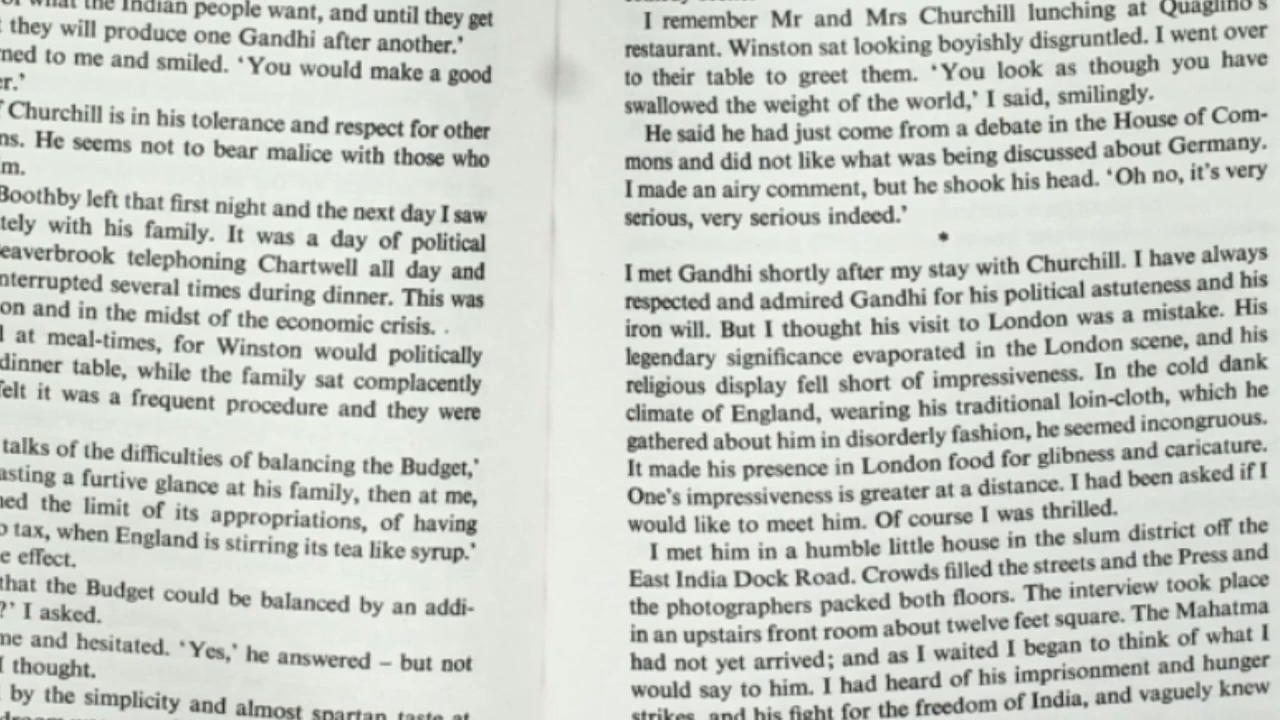 what the Indian people want, and until they get
they will produce one Gandhi after another.'
ned to me and smiled. 'You would make a good
er.'
Churchill is in his tolerance and respect for other
ns. He seems not to bear malice with those who
m.
Boothby left that first night and the next day I saw
tely with his family. It was a day of political
eaverbrook telephoning Chartwell all day and
nterrupted several times during dinner. This was
on and in the midst of the economic crisis.
l at meal-times, for Winston would politically
dinner table, while the family sat complacently
felt it was a frequent procedure and they were
talks of the difficulties of balancing the Budget,'
asting a furtive glance at his family, then at me,
ned the limit of its appropriations, of having
o tax, when England is stirring its tea like syrup.'
e effect.
that the Budget could be balanced by an addi-
?' I asked.
me and hesitated. 'Yes,' he answered – but not
I thought.
by the simplicity and almost spartan taste at
I remember Mr and Mrs Churchill lunching at Quaglino's
restaurant. Winston sat looking boyishly disgruntled. I went over
to their table to greet them. 'You look as though you have
swallowed the weight of the world,' I said, smilingly.
He said he had just come from a debate in the House of Com-
mons and did not like what was being discussed about Germany.
I made an airy comment, but he shook his head. 'Oh no, it's very
serious, very serious indeed.'
*
I met Gandhi shortly after my stay with Churchill. I have always
respected and admired Gandhi for his political astuteness and his
iron will. But I thought his visit to London was a mistake. His
legendary significance evaporated in the London scene, and his
religious display fell short of impressiveness. In the cold dank
climate of England, wearing his traditional loin-cloth, which he
gathered about him in disorderly fashion, he seemed incongruous.
It made his presence in London food for glibness and caricature.
One's impressiveness is greater at a distance. I had been asked if I
would like to meet him. Of course I was thrilled.
I met him in a humble little house in the slum district off the
East India Dock Road. Crowds filled the streets and the Press and
the photographers packed both floors. The interview took place
in an upstairs front room about twelve feet square. The Mahatma
had not yet arrived; and as I waited I began to think of what I
would say to him. I had heard of his imprisonment and hunger
strikes, and his fight for the freedom of India, and vaguely knew